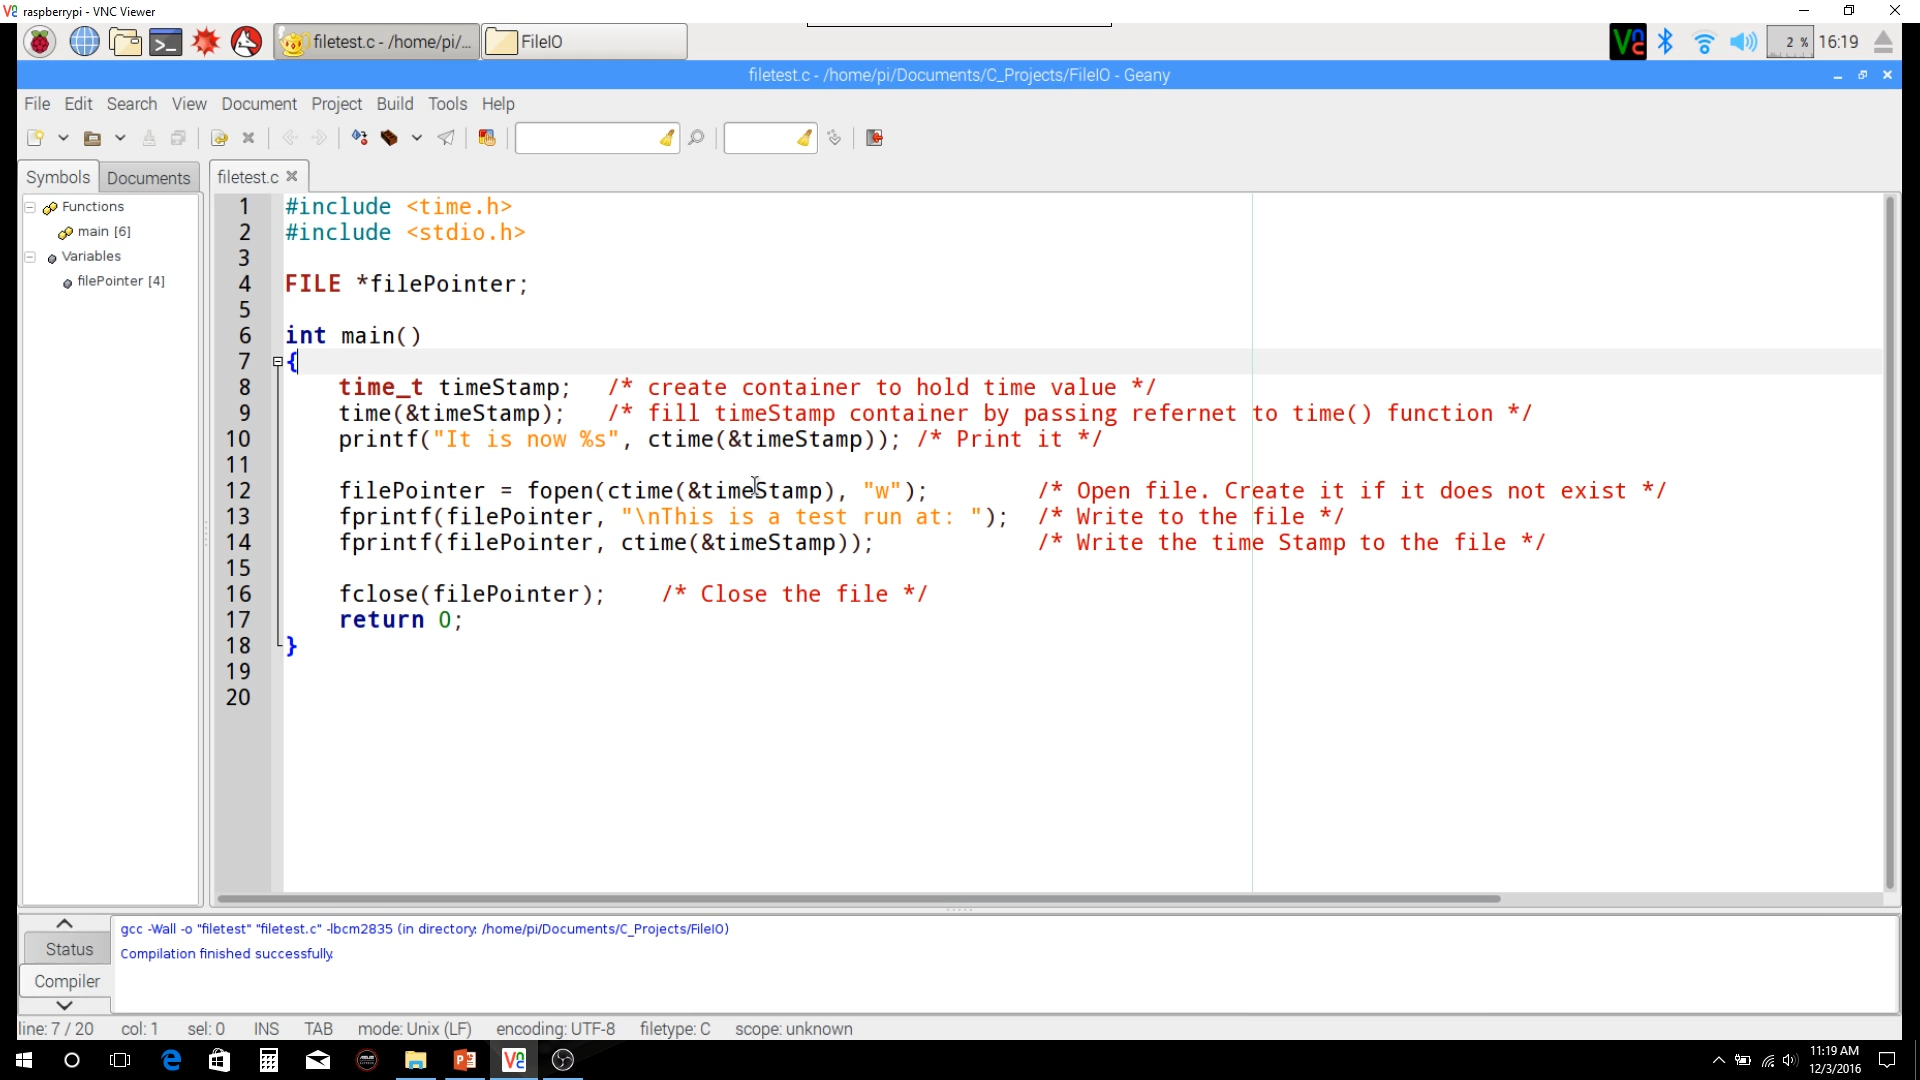 raspberrypi - VNC Viewer
filetest.c - /home/pi/... FileIO 2 % 16:19
filetest.c - /home/pi/Documents/C_Projects/FileIO - Geany
File Edit Search View Document Project Build Tools Help
Symbols Documents filetest.c
Functions
main [6]
Variables
filePointer [4]
1 #include <time.h>
2 #include <stdio.h>
3
4 FILE *filePointer;
5
6 int main()
7 {
8 time_t timeStamp; /* create container to hold time value */
9 time(&timeStamp); /* fill timeStamp container by passing refernet to time() function */
10 printf("It is now %s", ctime(&timeStamp)); /* Print it */
11
12 filePointer = fopen(ctime(&timeStamp), "w"); /* Open file. Create it if it does not exist */
13 fprintf(filePointer, "\nThis is a test run at: "); /* Write to the file */
14 fprintf(filePointer, ctime(&timeStamp)); /* Write the time Stamp to the file */
15
16 fclose(filePointer); /* Close the file */
17 return 0;
18 }
19
20
Status
Compiler
gcc -Wall -o "filetest" "filetest.c" -lbcm2835 (in directory: /home/pi/Documents/C_Projects/FileIO)
Compilation finished successfully.
line: 7 / 20 col: 1 sel: 0 INS TAB mode: Unix (LF) encoding: UTF-8 filetype: C scope: unknown
11:19 AM
12/3/2016